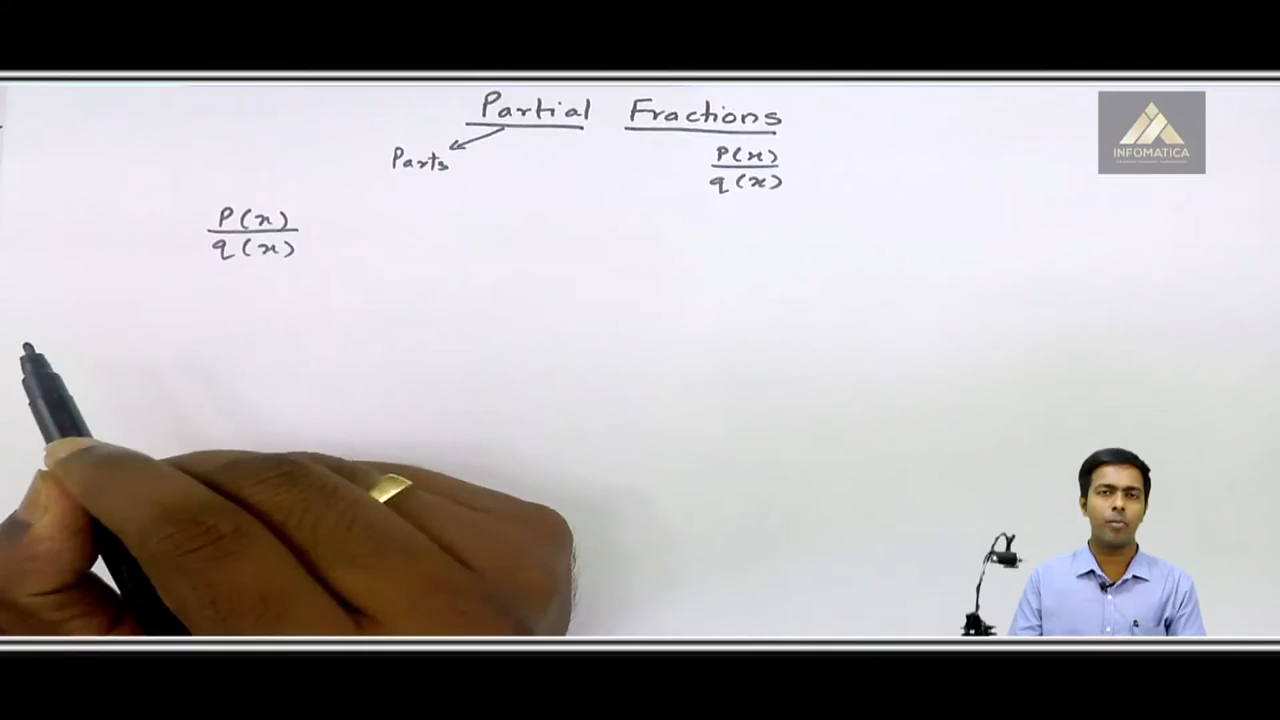 Partial Fractions
Parts
P(x)
q(x)
P(x)
q(x)
INFOMATICA